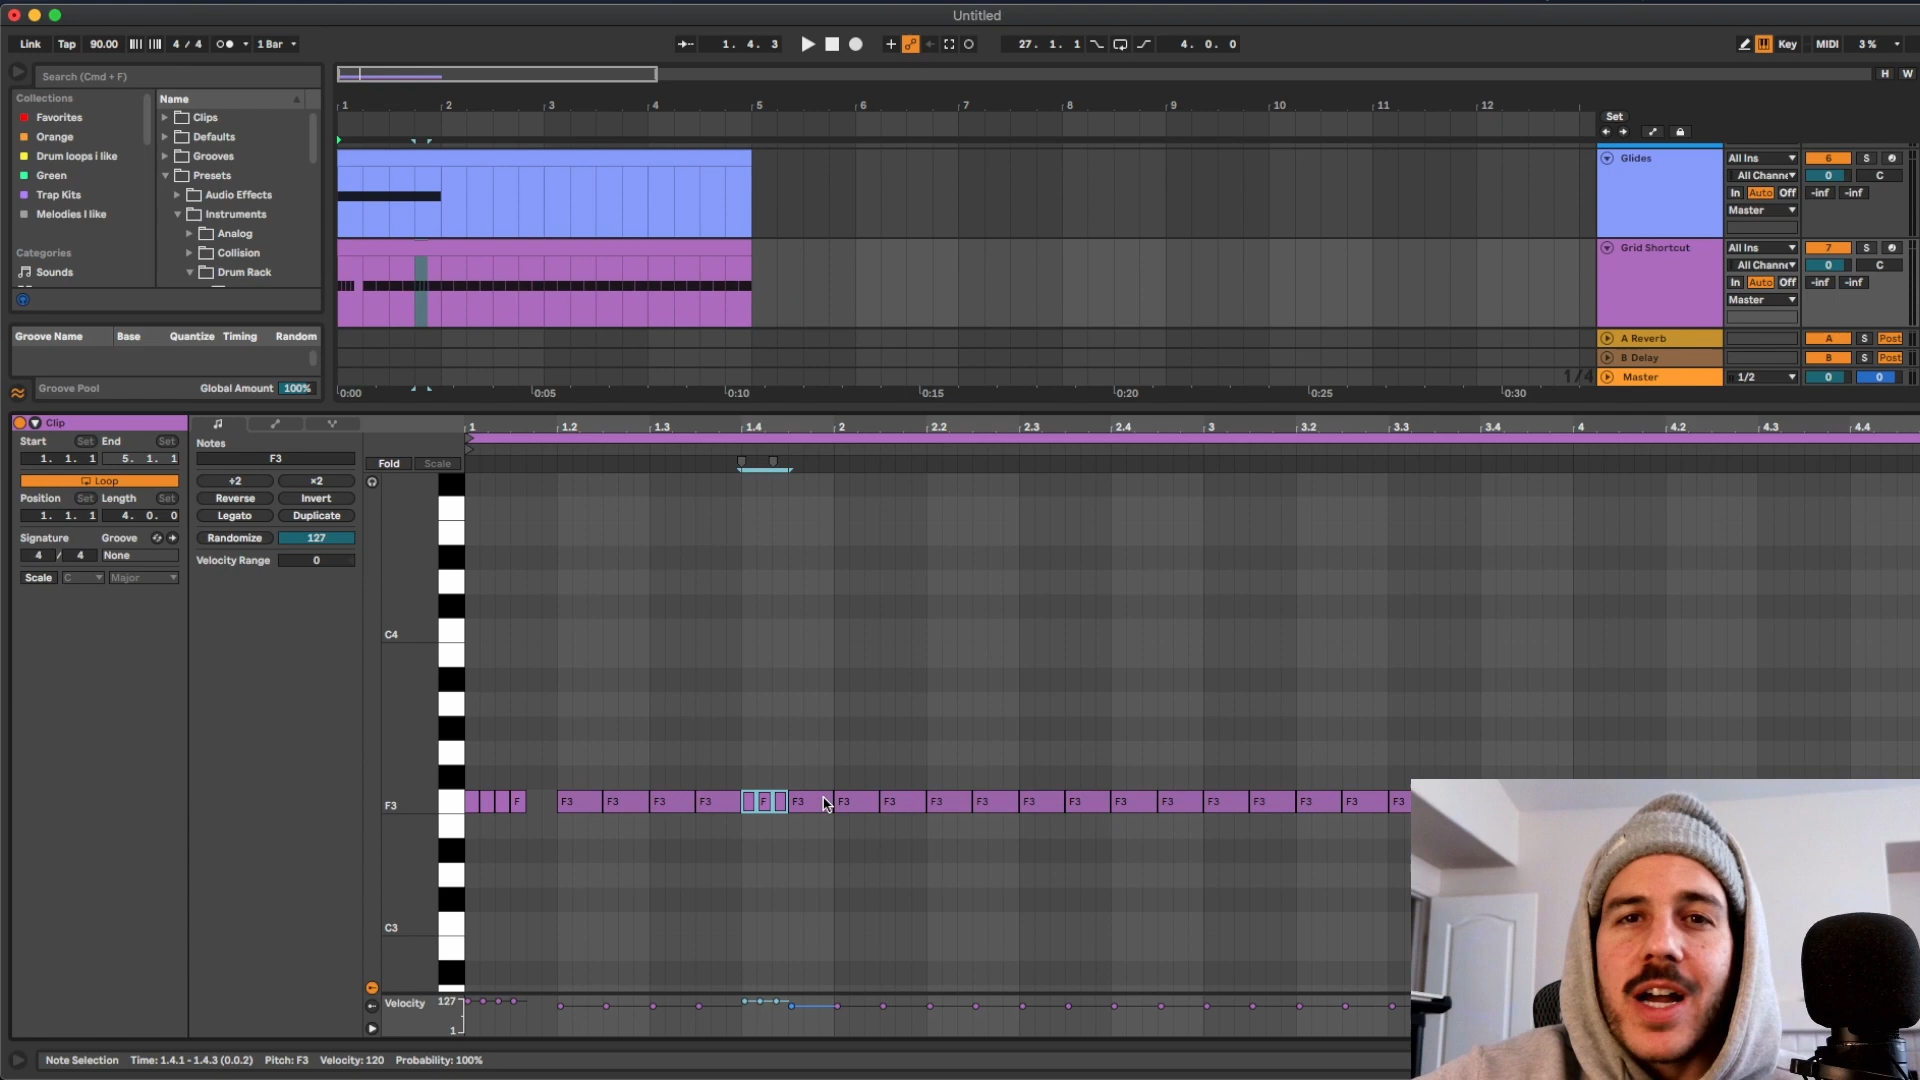 Untitled
Link Tap 90.00 4 / 4 1 Bar 1. 4. 3 27. 1. 1 4. 0. 0 Key MIDI 3 %
Search (Cmd + F)
H W
Collections
Name
Favorites
Orange
Drum loops i like
Green
Trap Kits
Melodies I like
Categories
Sounds
Clips
Defaults
Grooves
Presets
Audio Effects
Instruments
Analog
Collision
Drum Rack
1 2 3 4 5 6 7 8 9 10 11 12
Set
Glides
All Ins 6 S
0 C
In Auto Off -inf -inf
Master
Grid Shortcut
All Ins 7 S
0 C
In Auto Off -inf -inf
Master
A Reverb A S Post
B Delay B S Post
1/4 Master 1/2 0 0
Groove Name Base Quantize Timing Random
Groove Pool Global Amount 100%
0:00 0:05 0:10 0:15 0:20 0:25 0:30
Clip
Start Set End Set
1. 1. 1 5. 1. 1
Loop
Position Set Length Set
1. 1. 1 4. 0. 0
Signature Groove
4 / 4 None
Scale C Major
Notes
F3
÷2 ×2
Reverse Invert
Legato Duplicate
Randomize 127
Velocity Range 0
1 1.2 1.3 1.4 2 2.2 2.3 2.4 3 3.2 3.3 3.4 4 4.2 4.3 4.4
Fold Scale
C4
F3 F F3 F3 F3 F3 F F3 F3 F3 F3 F3 F3 F3 F3 F3 F3 F3 F3 F3 F3
C3
Velocity 127
1
Note Selection Time: 1.4.1 - 1.4.3 (0.0.2) Pitch: F3 Velocity: 120 Probability: 100%